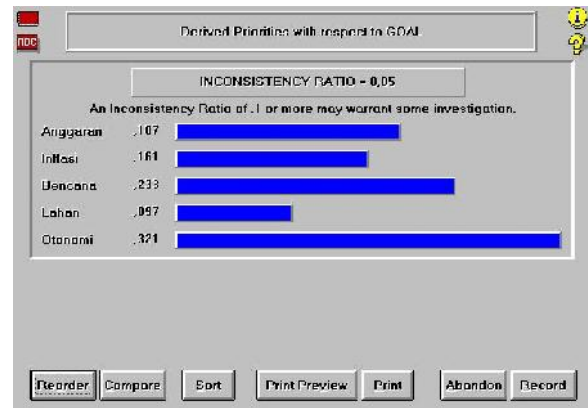 Derived Priorities with respect to GOAL
INCONSISTENCY RATIO = 0,05
An Inconsistency Ratio of .1 or more may warrant some investigation.
Anggaran ,187
Inflasi ,161
Bencana ,233
Lahan ,097
Otonomi ,321
Reorder Compare Sort Print Preview Print Abandon Record